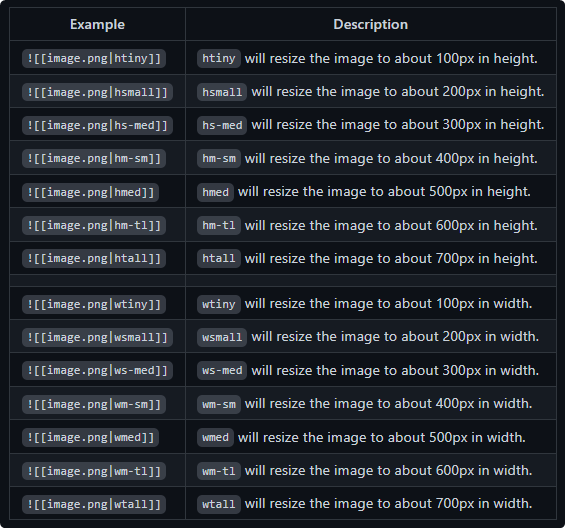 Example Description
![[image.png|htiny]] htiny will resize the image to about 100px in height.
![[image.png|hsmall]] hsmall will resize the image to about 200px in height.
![[image.png|hs-med]] hs-med will resize the image to about 300px in height.
![[image.png|hm-sm]] hm-sm will resize the image to about 400px in height.
![[image.png|hmed]] hmed will resize the image to about 500px in height.
![[image.png|hm-tl]] hm-tl will resize the image to about 600px in height.
![[image.png|htall]] htall will resize the image to about 700px in height.
![[image.png|wtiny]] wtiny will resize the image to about 100px in width.
![[image.png|wsmall]] wsmall will resize the image to about 200px in width.
![[image.png|ws-med]] ws-med will resize the image to about 300px in width.
![[image.png|wm-sm]] wm-sm will resize the image to about 400px in width.
![[image.png|wmed]] wmed will resize the image to about 500px in width.
![[image.png|wm-tl]] wm-tl will resize the image to about 600px in width.
![[image.png|wtall]] wtall will resize the image to about 700px in width.